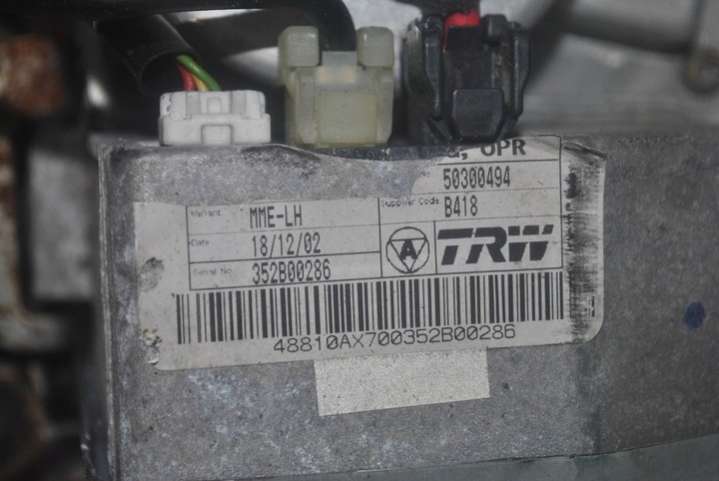 , OPR
50300494
Variant MME-LH Supplier Code B418
Date 18/12/02 A TRW
Serial No. 352B00286
48810AX700352B00286